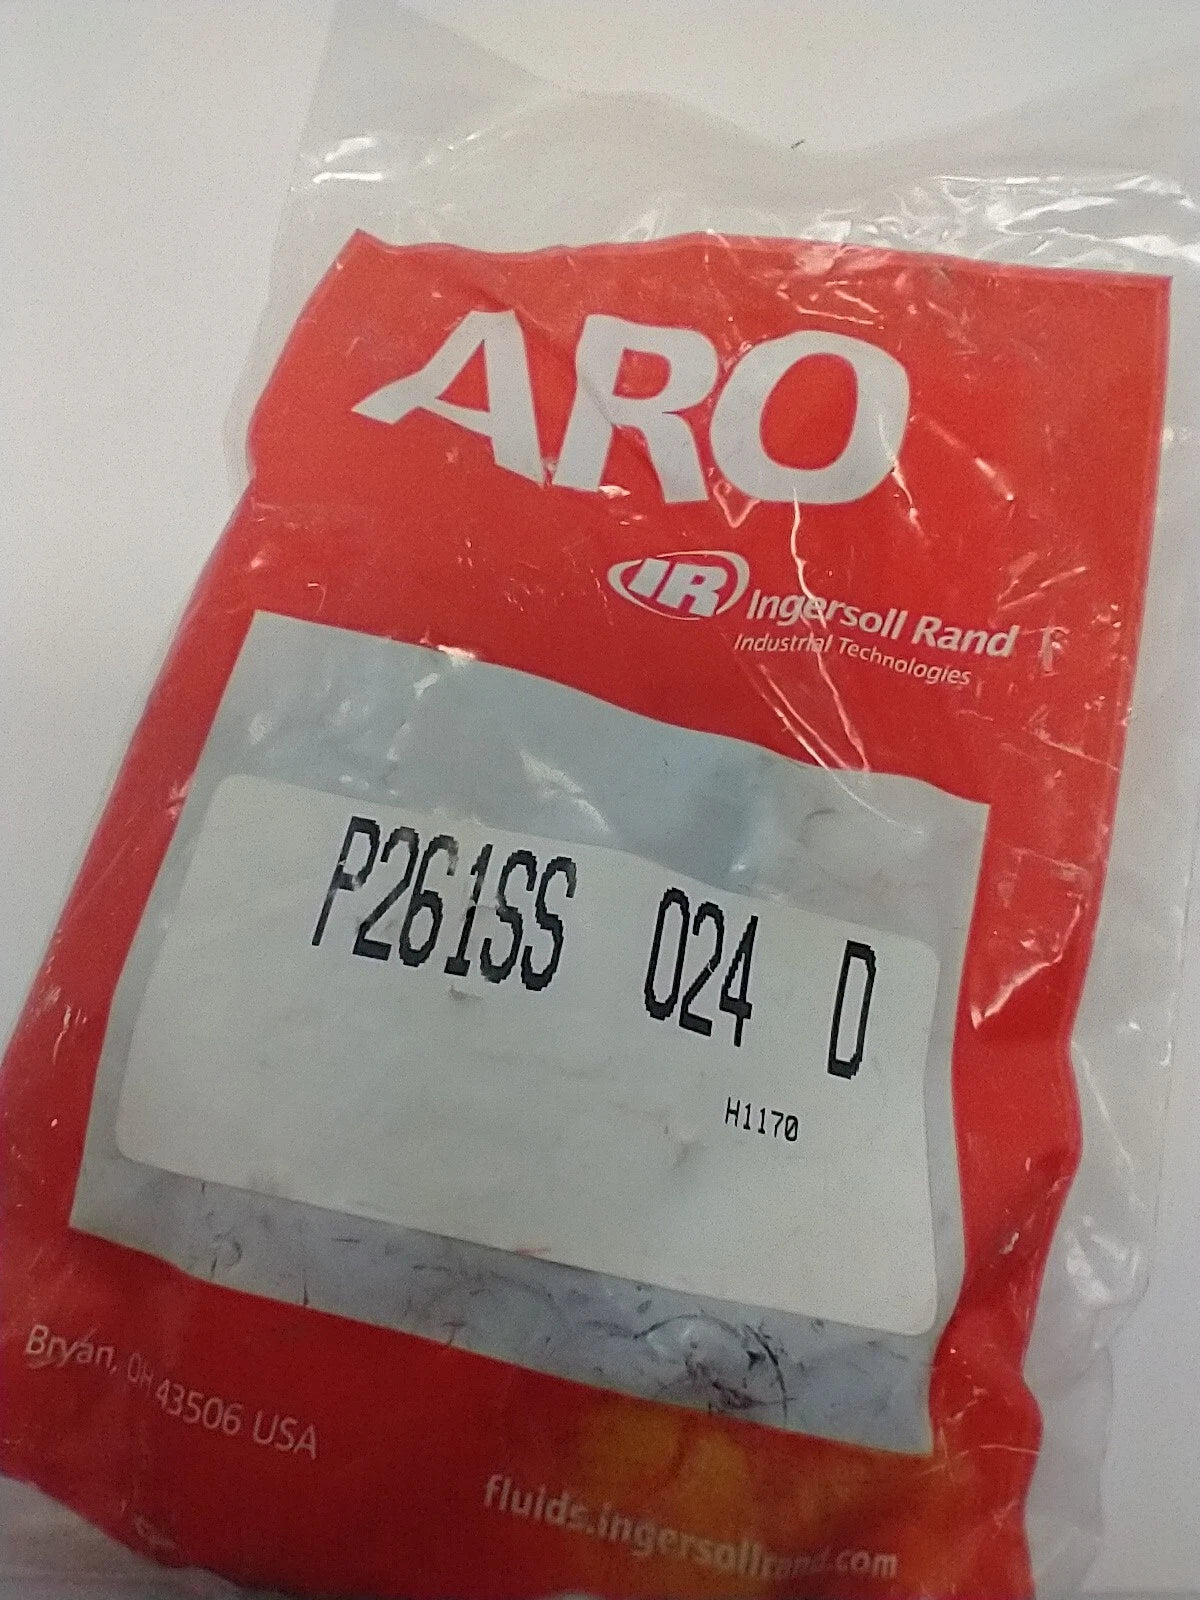 ARO
IR Ingersoll Rand
Industrial Technologies
P261SS 024 D
H1170
Bryan, OH 43506 USA
fluids.ingersollrand.com